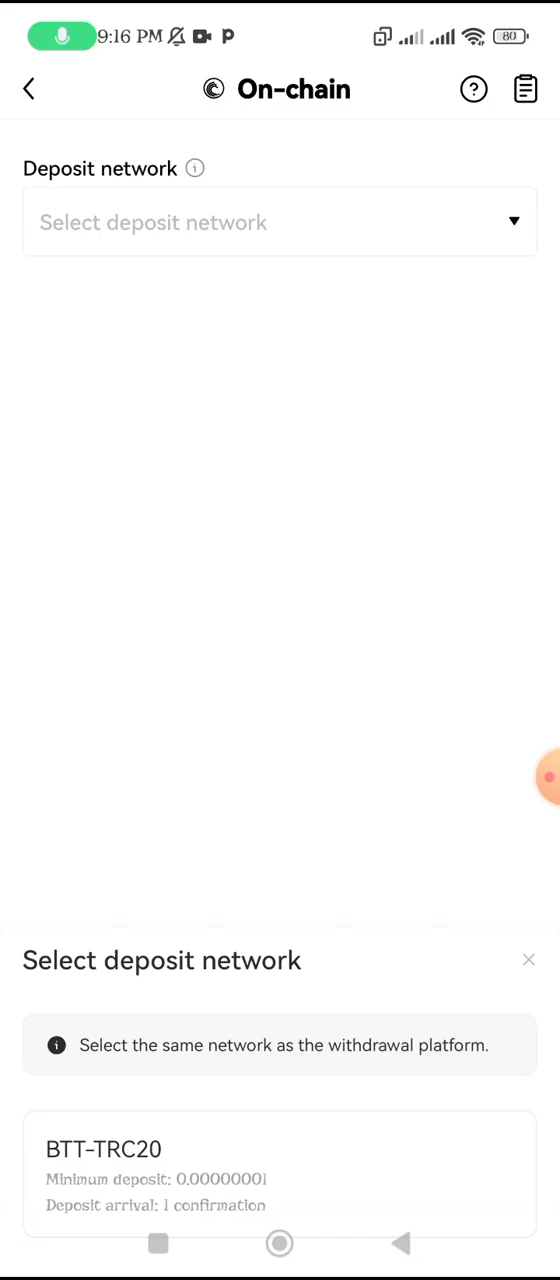 9:16 PM 80
On-chain
Deposit network
Select deposit network
Select deposit network
Select the same network as the withdrawal platform.
BTT-TRC20
Minimum deposit: 0.00000001
Deposit arrival: 1 confirmation